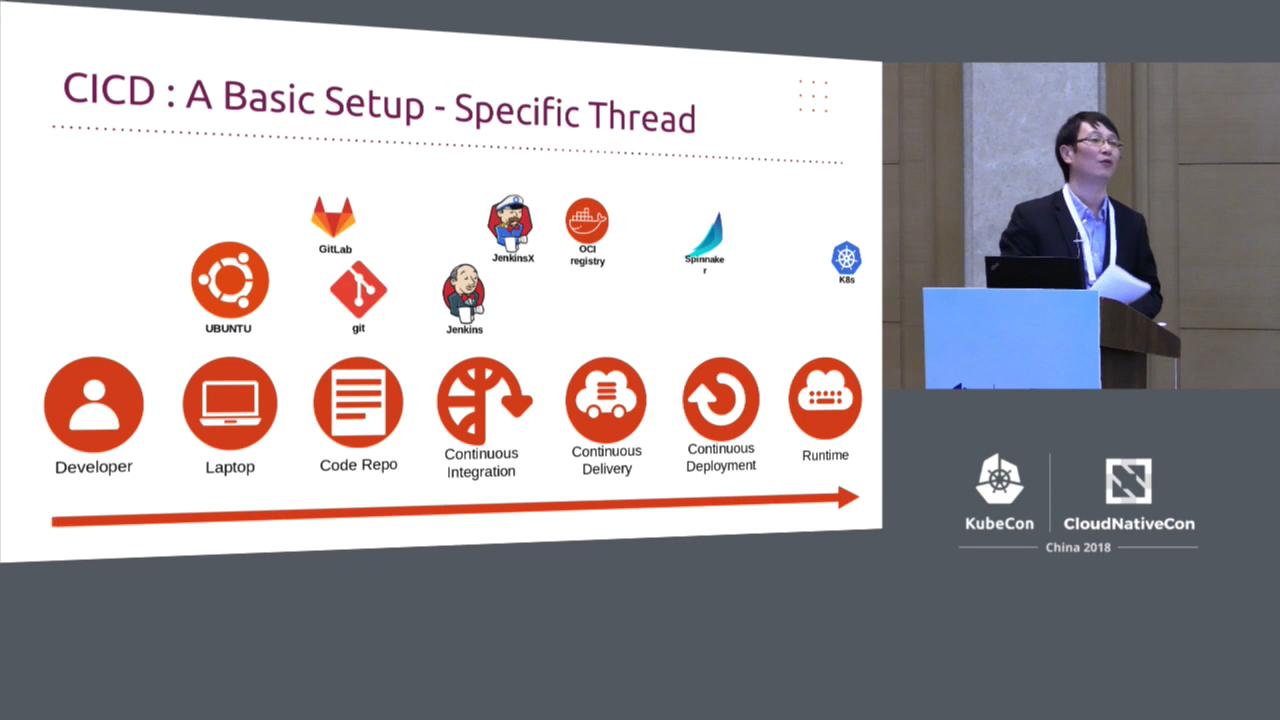 CICD : A Basic Setup - Specific Thread
GitLab
JenkinsX
OCI
registry
Spinnake
r
K8s
UBUNTU
git
Jenkins
Developer
Laptop
Code Repo
Continuous
Integration
Continuous
Delivery
Continuous
Deployment
Runtime
KubeCon
CloudNativeCon
China 2018